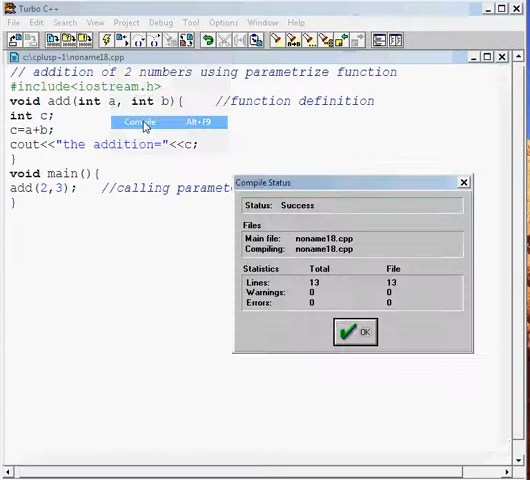 Turbo C++
File Search View Project Debug Tool Options Window Help
c:\cplusp~1\noname18.cpp
// addition of 2 numbers using parametrize function
#include<iostream.h>
void add(int a, int b){ //function definition
int c;
Compile Alt+F9
c=a+b;
cout<<"the addition="<<c;
}
void main(){
add(2,3); //calling paramet
}
Compile Status
Status: Success
Files
Main file: noname18.cpp
Compiling: noname18.cpp
Statistics Total File
Lines: 13 13
Warnings: 0 0
Errors: 0 0
OK